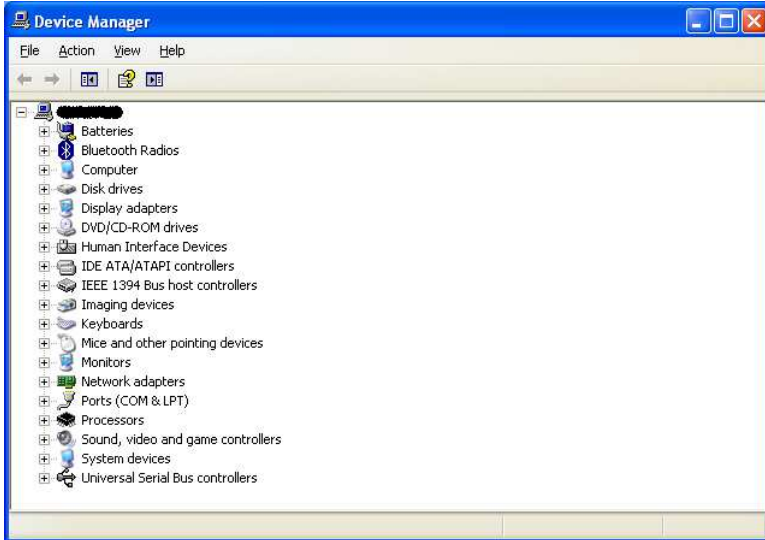 Device Manager
File Action View Help
Batteries
Bluetooth Radios
Computer
Disk drives
Display adapters
DVD/CD-ROM drives
Human Interface Devices
IDE ATA/ATAPI controllers
IEEE 1394 Bus host controllers
Imaging devices
Keyboards
Mice and other pointing devices
Monitors
Network adapters
Ports (COM & LPT)
Processors
Sound, video and game controllers
System devices
Universal Serial Bus controllers